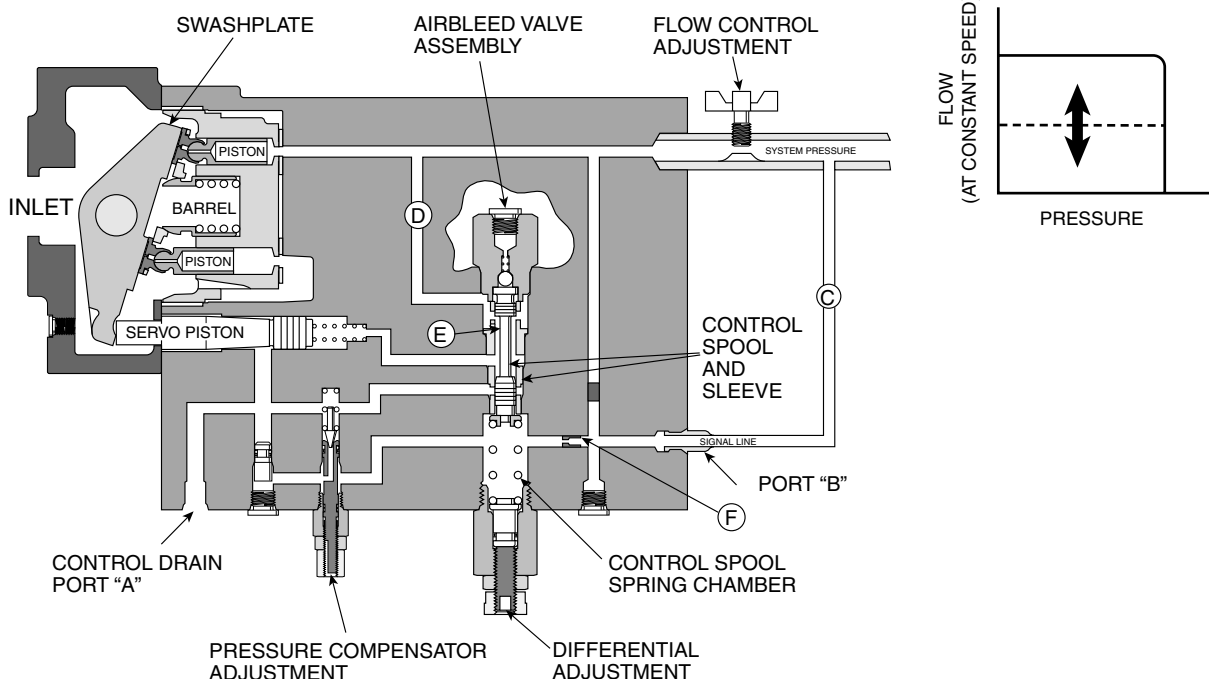 SWASHPLATE
AIRBLEED VALVE
ASSEMBLY
FLOW CONTROL
ADJUSTMENT
FLOW
(AT CONSTANT SPEED)
PRESSURE
PISTON
SYSTEM PRESSURE
INLET
BARREL
D
PISTON
C
SERVO PISTON
E
CONTROL
SPOOL
AND
SLEEVE
SIGNAL LINE
PORT “B”
F
CONTROL DRAIN
PORT “A”
CONTROL SPOOL
SPRING CHAMBER
PRESSURE COMPENSATOR
ADJUSTMENT
DIFFERENTIAL
ADJUSTMENT